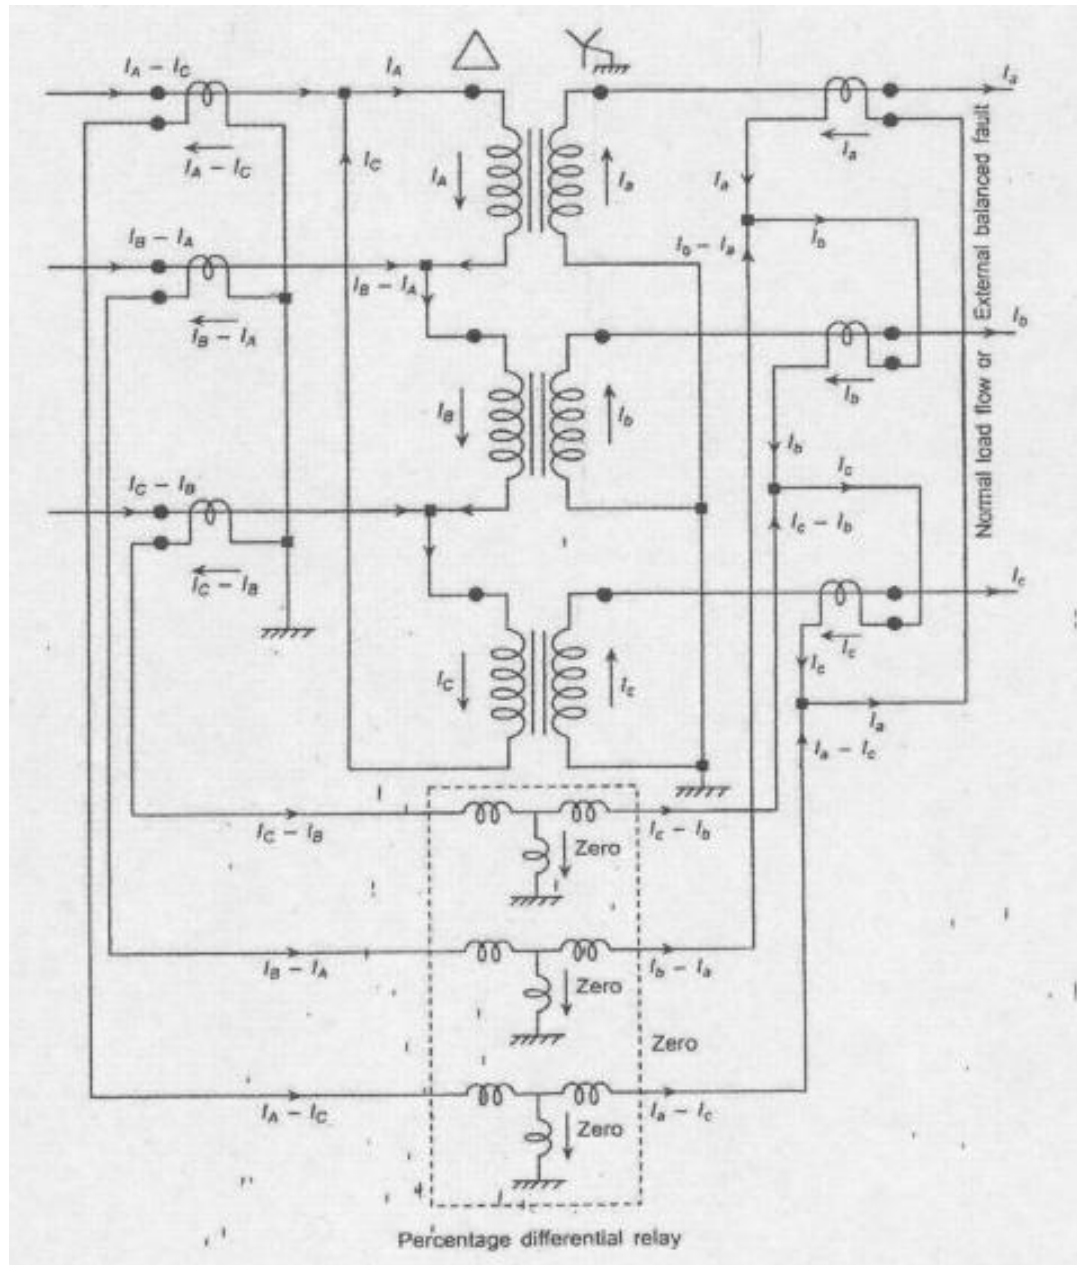 I_A – I_C
I_A
I_a
I_A – I_C
I_C
I_A
I_a
I_a
I_a
I_B – I_A
I_B – I_A
I_b – I_a
I_b
I_B – I_A
I_b
I_B
I_b
I_b
I_b
I_C – I_B
I_c
I_c – I_b
I_C – I_B
I_c
I_c
I_c
I_C
I_c
I_a
I_a – I_c
Normal load flow or External balanced fault
I_C – I_B
Zero
I_c – I_b
I_B – I_A
Zero
I_b – I_a
Zero
I_A – I_C
Zero
I_a – I_c
Percentage differential relay